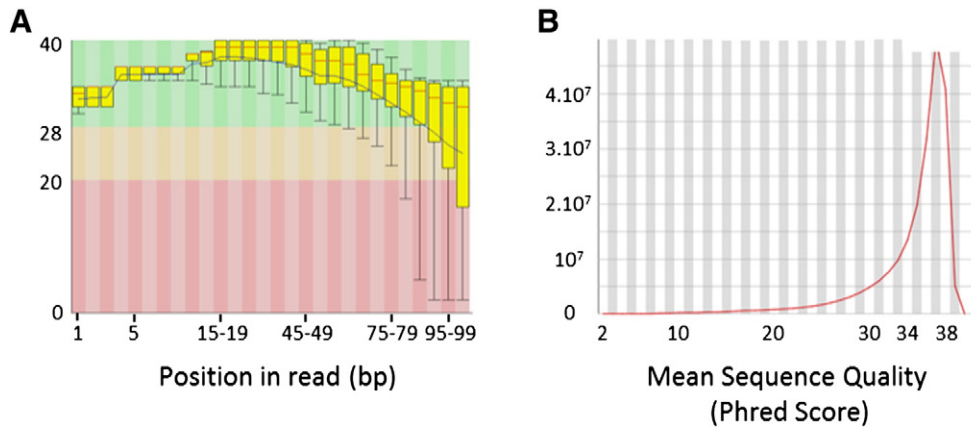 A
40
28
20
0
1 5 15-19 45-49 75-79 95-99
Position in read (bp)
B
4.10⁷
3.10⁷
2.10⁷
10⁷
0
2 10 20 30 34 38
Mean Sequence Quality
(Phred Score)